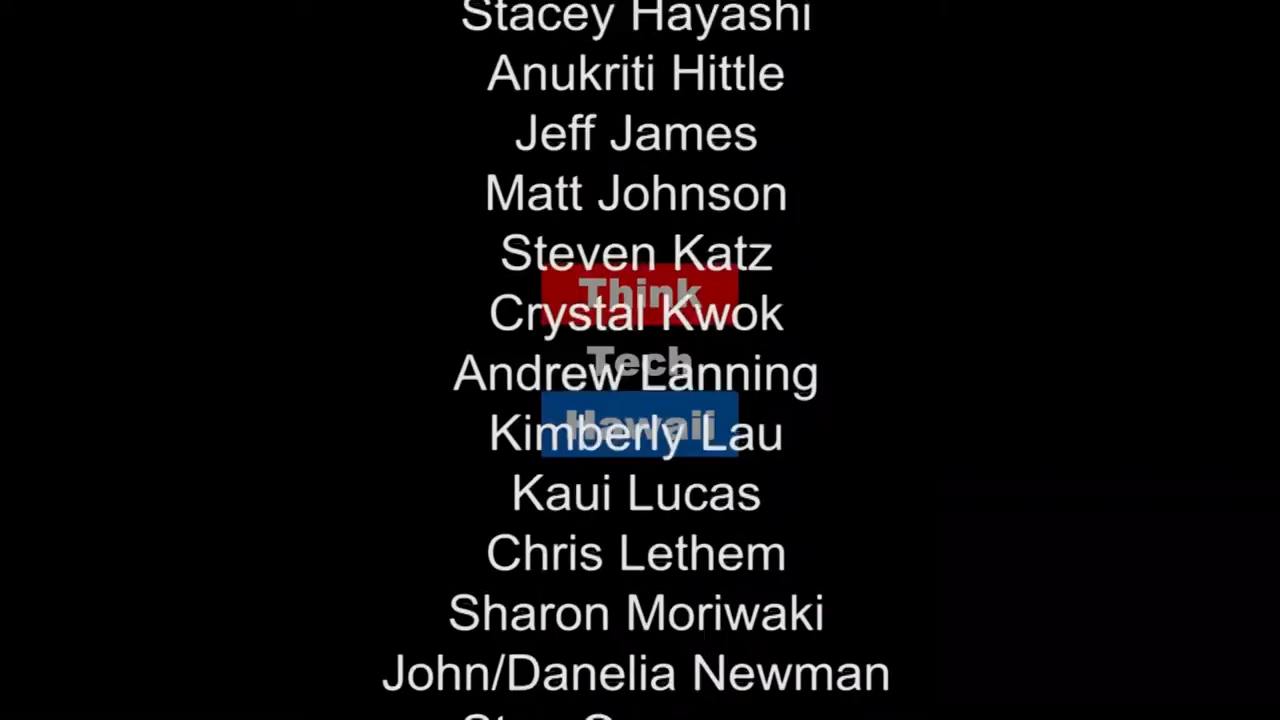 Stacey Hayashi
Anukriti Hittle
Jeff James
Matt Johnson
Steven Katz
Think
Crystal Kwok
Tech
Andrew Lanning
Hawaii
Kimberly Lau
Kaui Lucas
Chris Lethem
Sharon Moriwaki
John/Danelia Newman